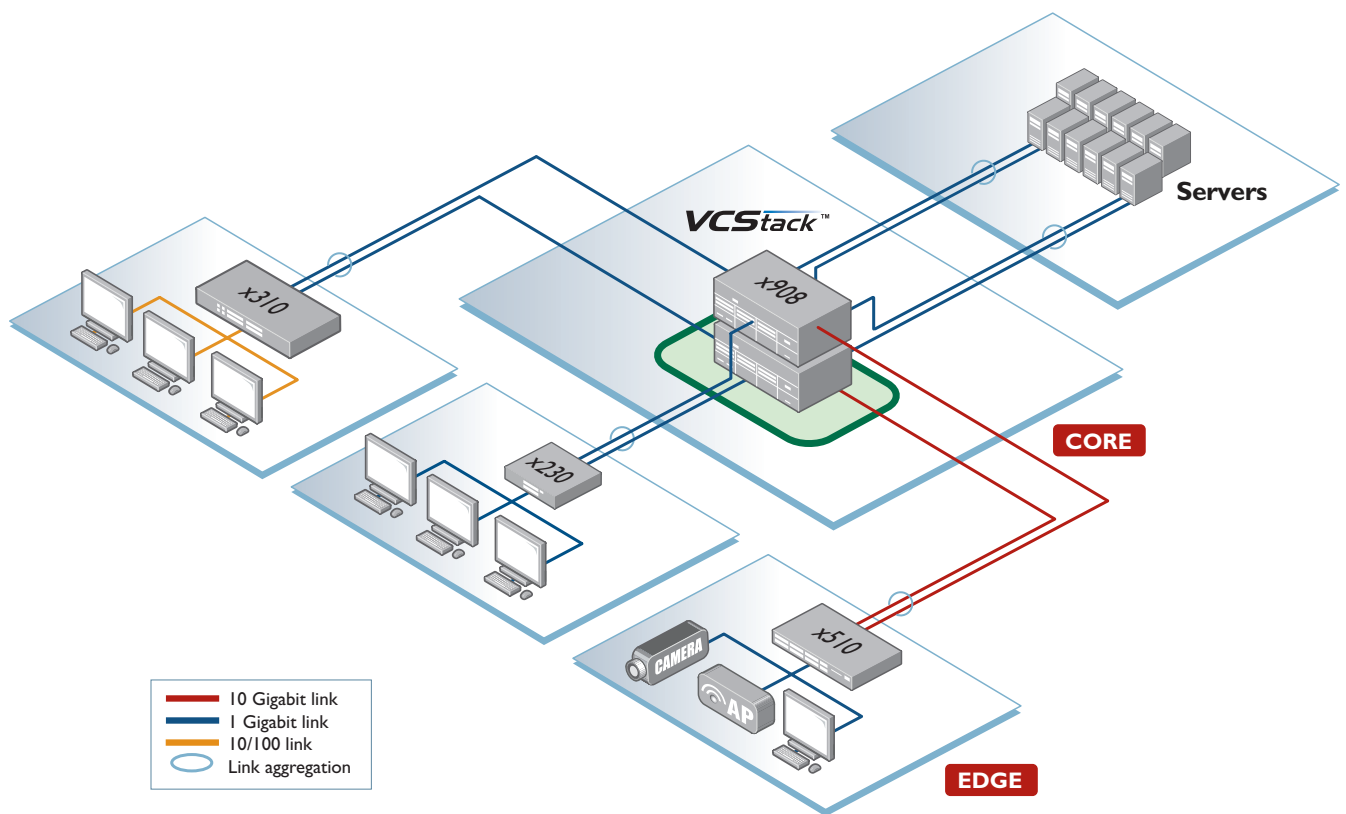 Servers
VCStack™
x908
x310
x230
CORE
x510
CAMERA
AP
10 Gigabit link
1 Gigabit link
10/100 link
Link aggregation
EDGE